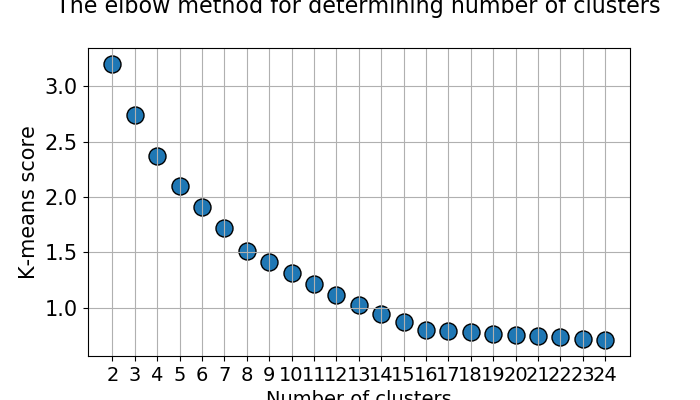 The elbow method for determining number of clusters
K-means score
3.0
2.5
2.0
1.5
1.0
2 3 4 5 6 7 8 9 10 11 12 13 14 15 16 17 18 19 20 21 22 23 24
Number of clusters